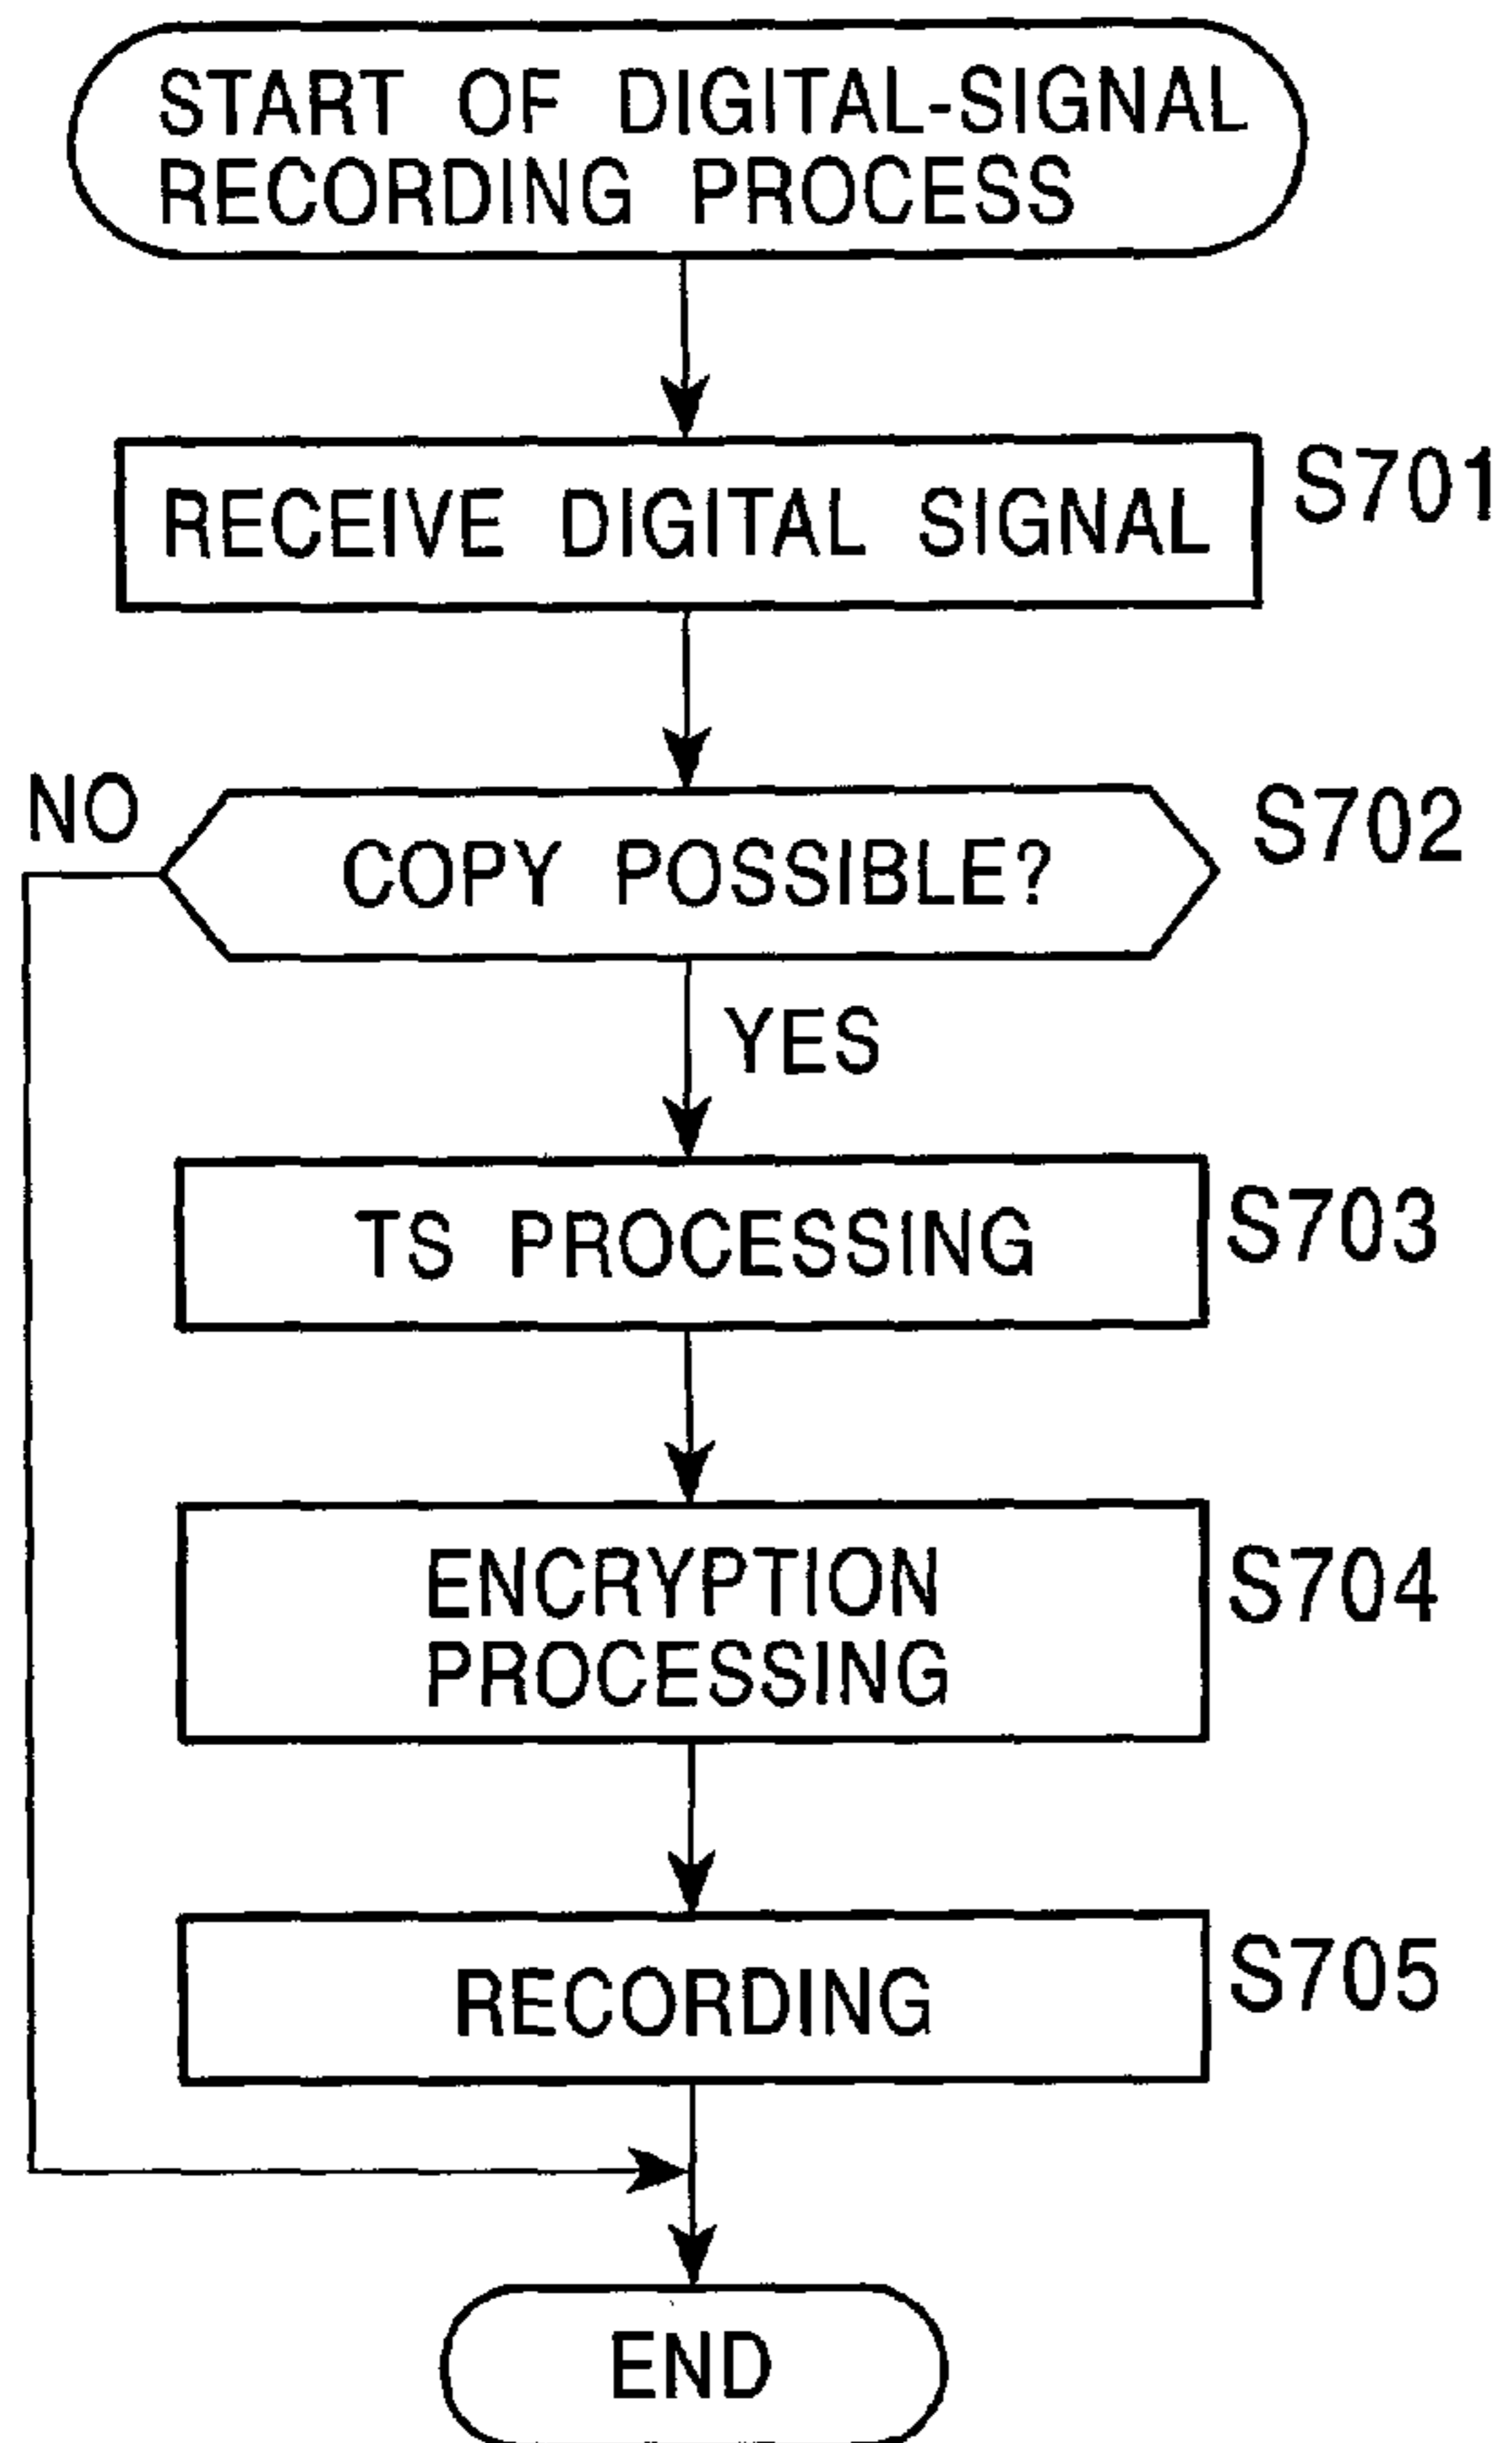 START OF DIGITAL-SIGNAL
RECORDING PROCESS
RECEIVE DIGITAL SIGNAL
S701
NO
COPY POSSIBLE?
S702
YES
TS PROCESSING
S703
ENCRYPTION
PROCESSING
S704
RECORDING
S705
END